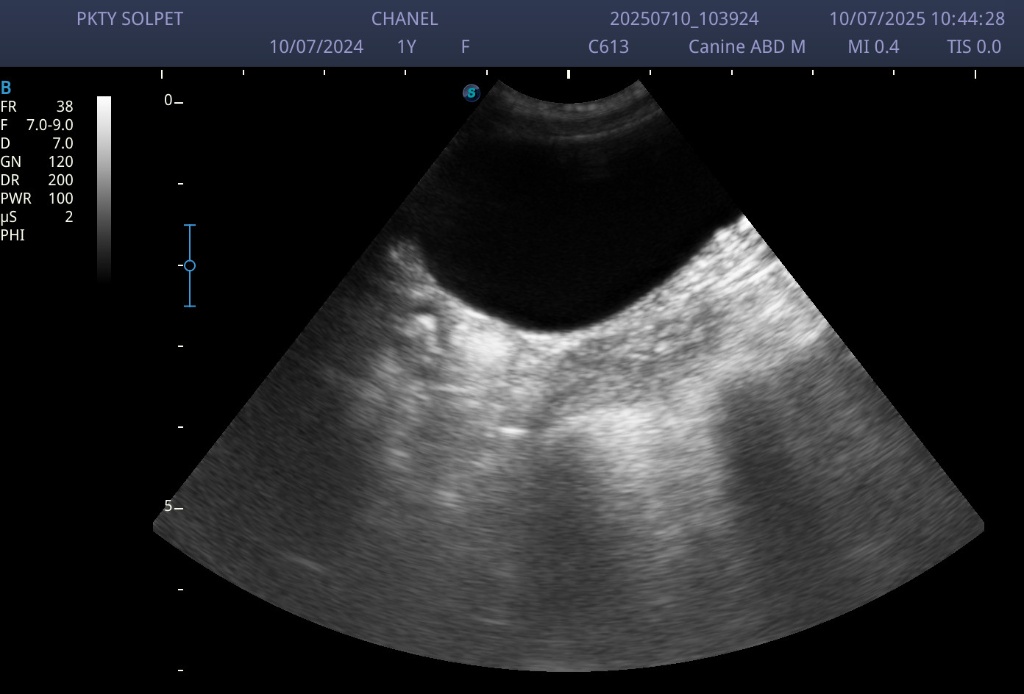 PKTY SOLPET CHANEL 20250710_103924 10/07/2025 10:44:28
10/07/2024 1Y F C613 Canine ABD M MI 0.4 TIS 0.0
B
FR 38
F 7.0-9.0
D 7.0
GN 120
DR 200
PWR 100
µS 2
PHI
0
S
5